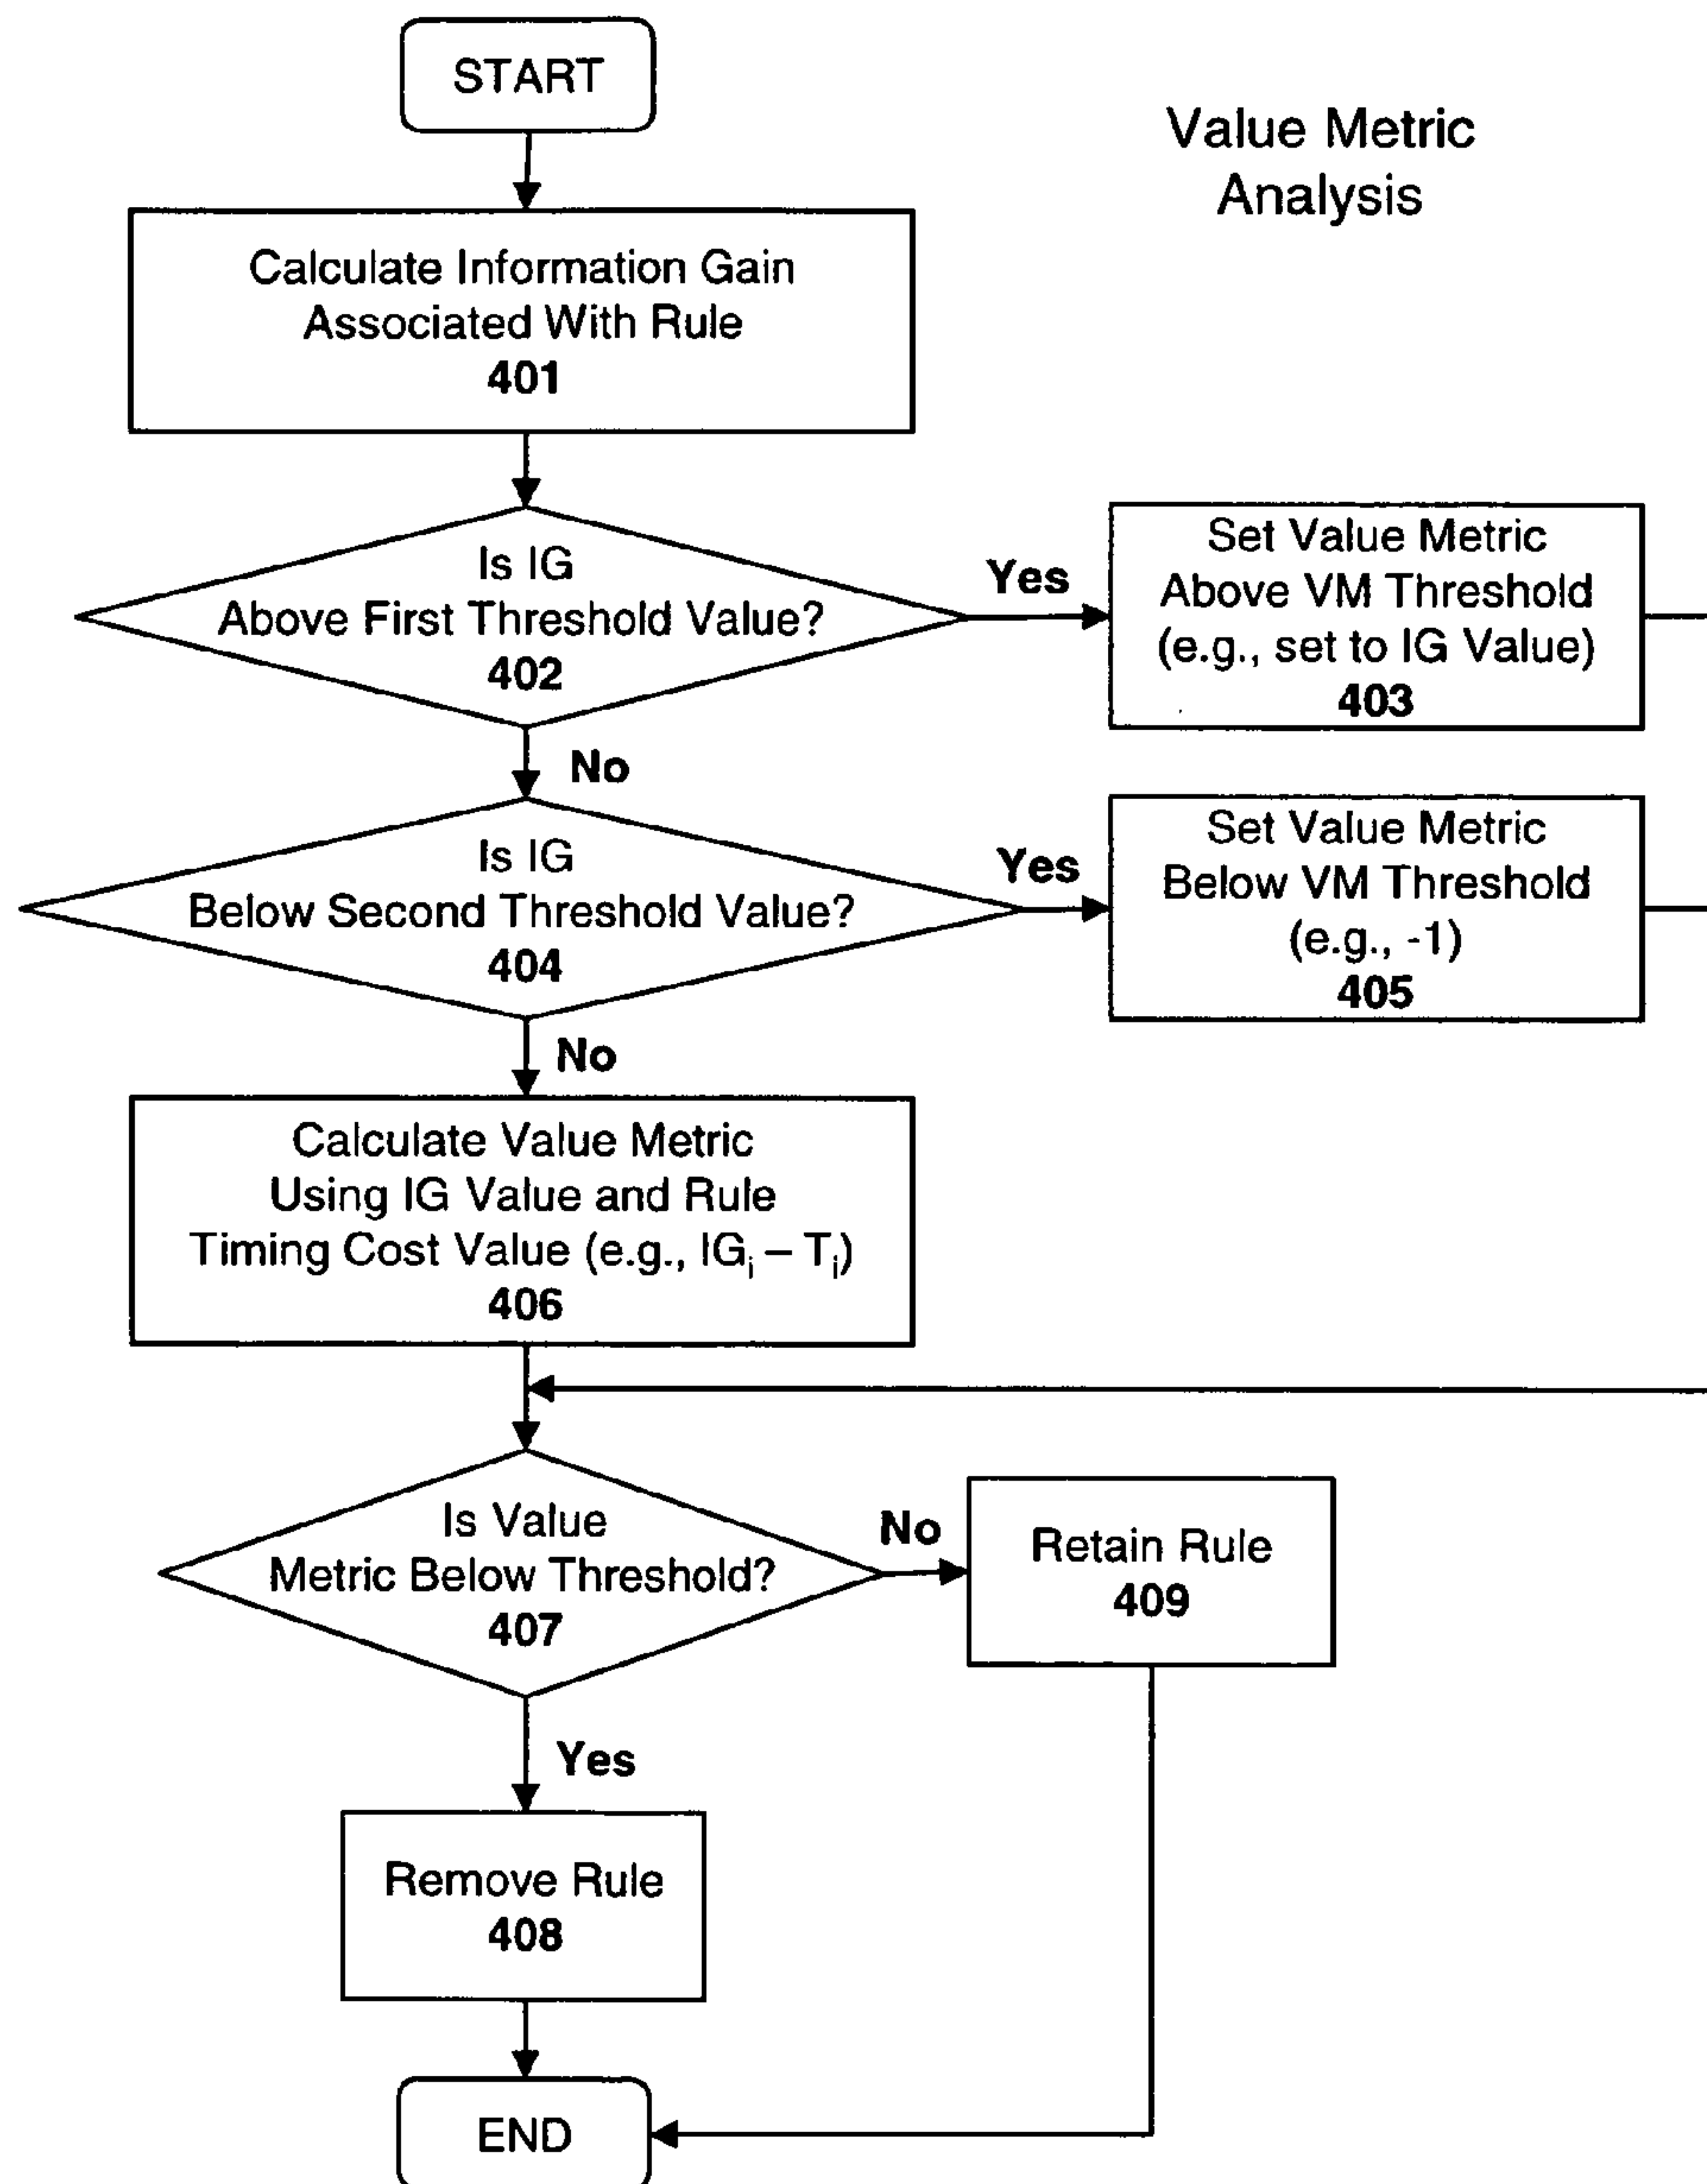 START
Value Metric
Analysis
Calculate Information Gain
Associated With Rule
401
Is IG
Above First Threshold Value?
402
Yes
Set Value Metric
Above VM Threshold
(e.g., set to IG Value)
403
No
Is IG
Below Second Threshold Value?
404
Yes
Set Value Metric
Below VM Threshold
(e.g., -1)
405
No
Calculate Value Metric
Using IG Value and Rule
Timing Cost Value (e.g., IGi – Ti)
406
Is Value
Metric Below Threshold?
407
No
Retain Rule
409
Yes
Remove Rule
408
END